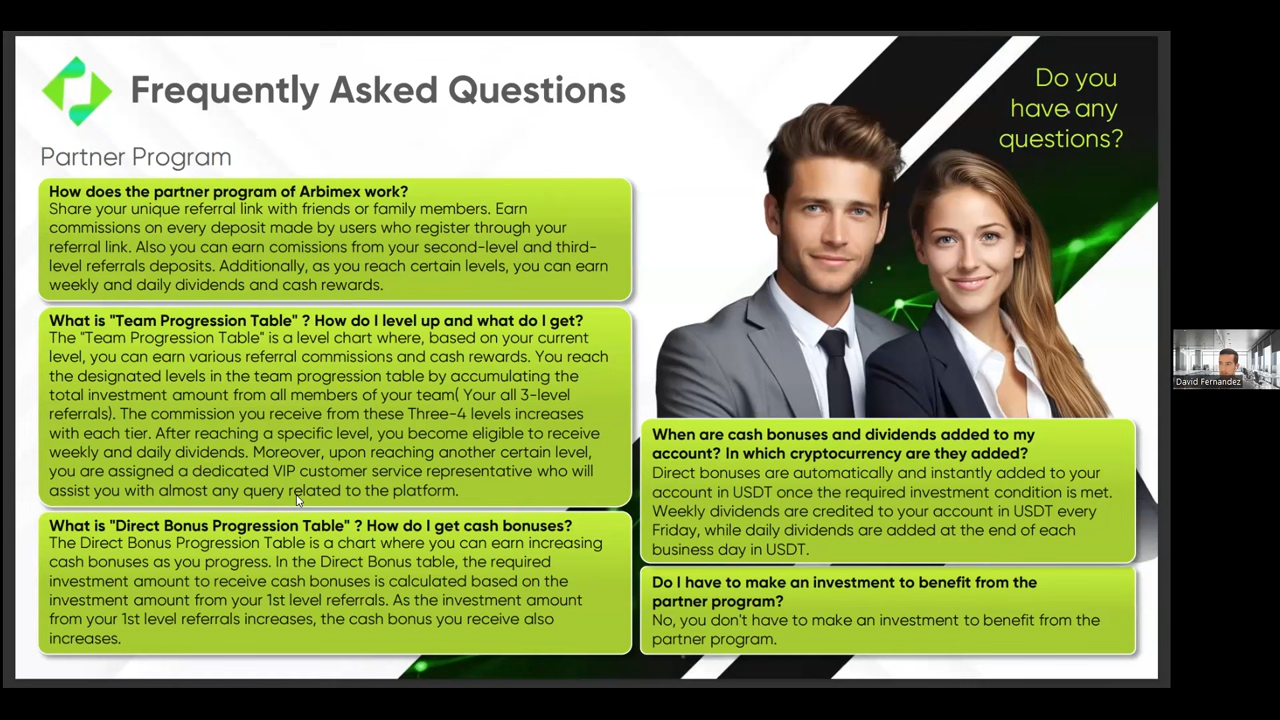 Frequently Asked Questions
Do you
have any
questions?
Partner Program
How does the partner program of Arbimex work?
Share your unique referral link with friends or family members. Earn
commissions on every deposit made by users who register through your
referral link. Also you can earn comissions from your second-level and third-
level referrals deposits. Additionally, as you reach certain levels, you can earn
weekly and daily dividends and cash rewards.
What is "Team Progression Table" ? How do I level up and what do I get?
The "Team Progression Table" is a level chart where, based on your current
level, you can earn various referral commissions and cash rewards. You reach
the designated levels in the team progression table by accumulating the
total investment amount from all members of your team( Your all 3-level
referrals). The commission you receive from these Three-4 levels increases
with each tier. After reaching a specific level, you become eligible to receive
weekly and daily dividends. Moreover, upon reaching another certain level,
you are assigned a dedicated VIP customer service representative who will
assist you with almost any query related to the platform.
What is "Direct Bonus Progression Table" ? How do I get cash bonuses?
The Direct Bonus Progression Table is a chart where you can earn increasing
cash bonuses as you progress. In the Direct Bonus table, the required
investment amount to receive cash bonuses is calculated based on the
investment amount from your 1st level referrals. As the investment amount
from your 1st level referrals increases, the cash bonus you receive also
increases.
When are cash bonuses and dividends added to my
account? In which cryptocurrency are they added?
Direct bonuses are automatically and instantly added to your
account in USDT once the required investment condition is met.
Weekly dividends are credited to your account in USDT every
Friday, while daily dividends are added at the end of each
business day in USDT.
Do I have to make an investment to benefit from the
partner program?
No, you don't have to make an investment to benefit from the
partner program.
David Fernandez